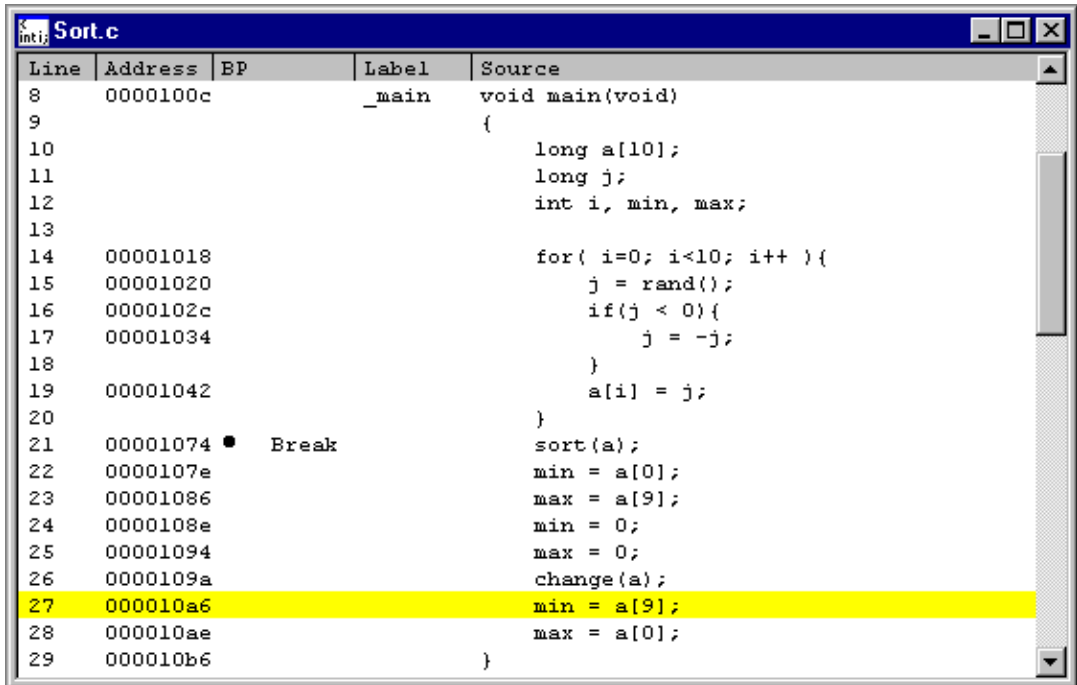 int i; Sort.c
Line Address BP Label Source
8 0000100c _main void main(void)
9 {
10 long a[10];
11 long j;
12 int i, min, max;
13
14 00001018 for( i=0; i<10; i++ ){
15 00001020 j = rand();
16 0000102c if(j < 0){
17 00001034 j = -j;
18 }
19 00001042 a[i] = j;
20 }
21 00001074 ● Break sort(a);
22 0000107e min = a[0];
23 00001086 max = a[9];
24 0000108e min = 0;
25 00001094 max = 0;
26 0000109a change(a);
27 000010a6 min = a[9];
28 000010ae max = a[0];
29 000010b6 }